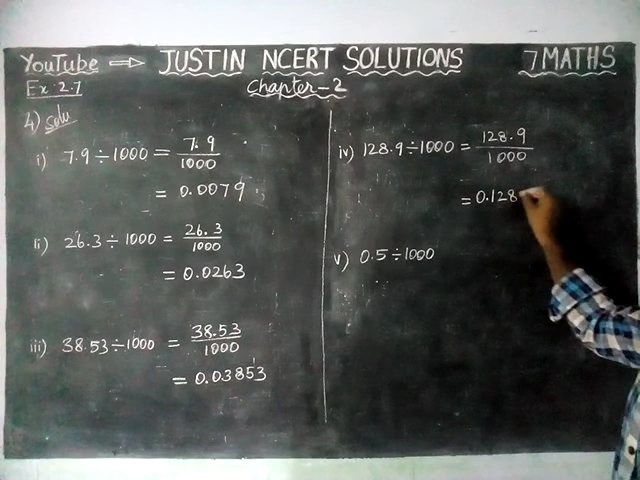 YouTube ⇒ JUSTIN NCERT SOLUTIONS 7 MATHS
Ex 2.7 Chapter-2
4) Solu
i) 7.9 ÷ 1000 = 7.9/1000
= 0.0079
ii) 26.3 ÷ 1000 = 26.3/1000
= 0.0263
iii) 38.53 ÷ 1000 = 38.53/1000
= 0.03853
iv) 128.9 ÷ 1000 = 128.9/1000
= 0.128
v) 0.5 ÷ 1000